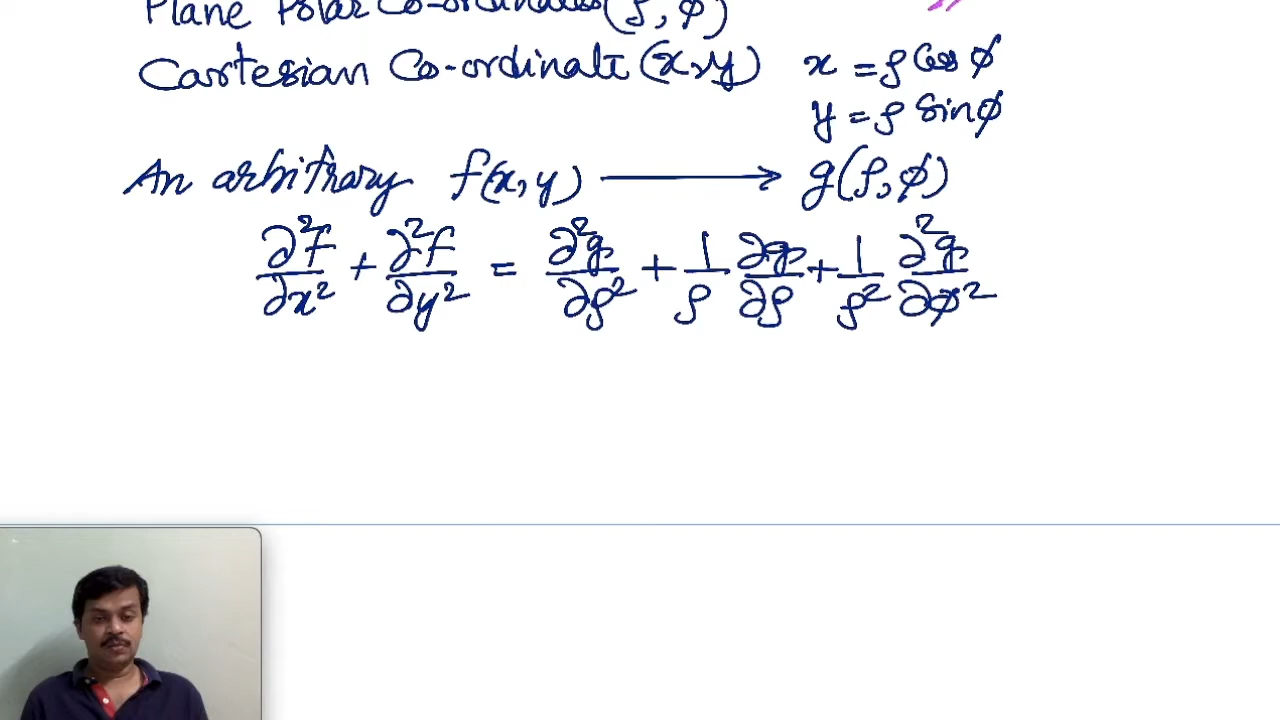 Plane Polar Co-ordinates (ρ, φ)
Cartesian Co-ordinate (x, y) x = ρ Cos φ
y = ρ Sin φ
An arbitrary f(x, y) ⟶ g(ρ, φ)
∂²f/∂x² + ∂²f/∂y² = ∂²g/∂ρ² + 1/ρ ∂g/∂ρ + 1/ρ² ∂²g/∂φ²